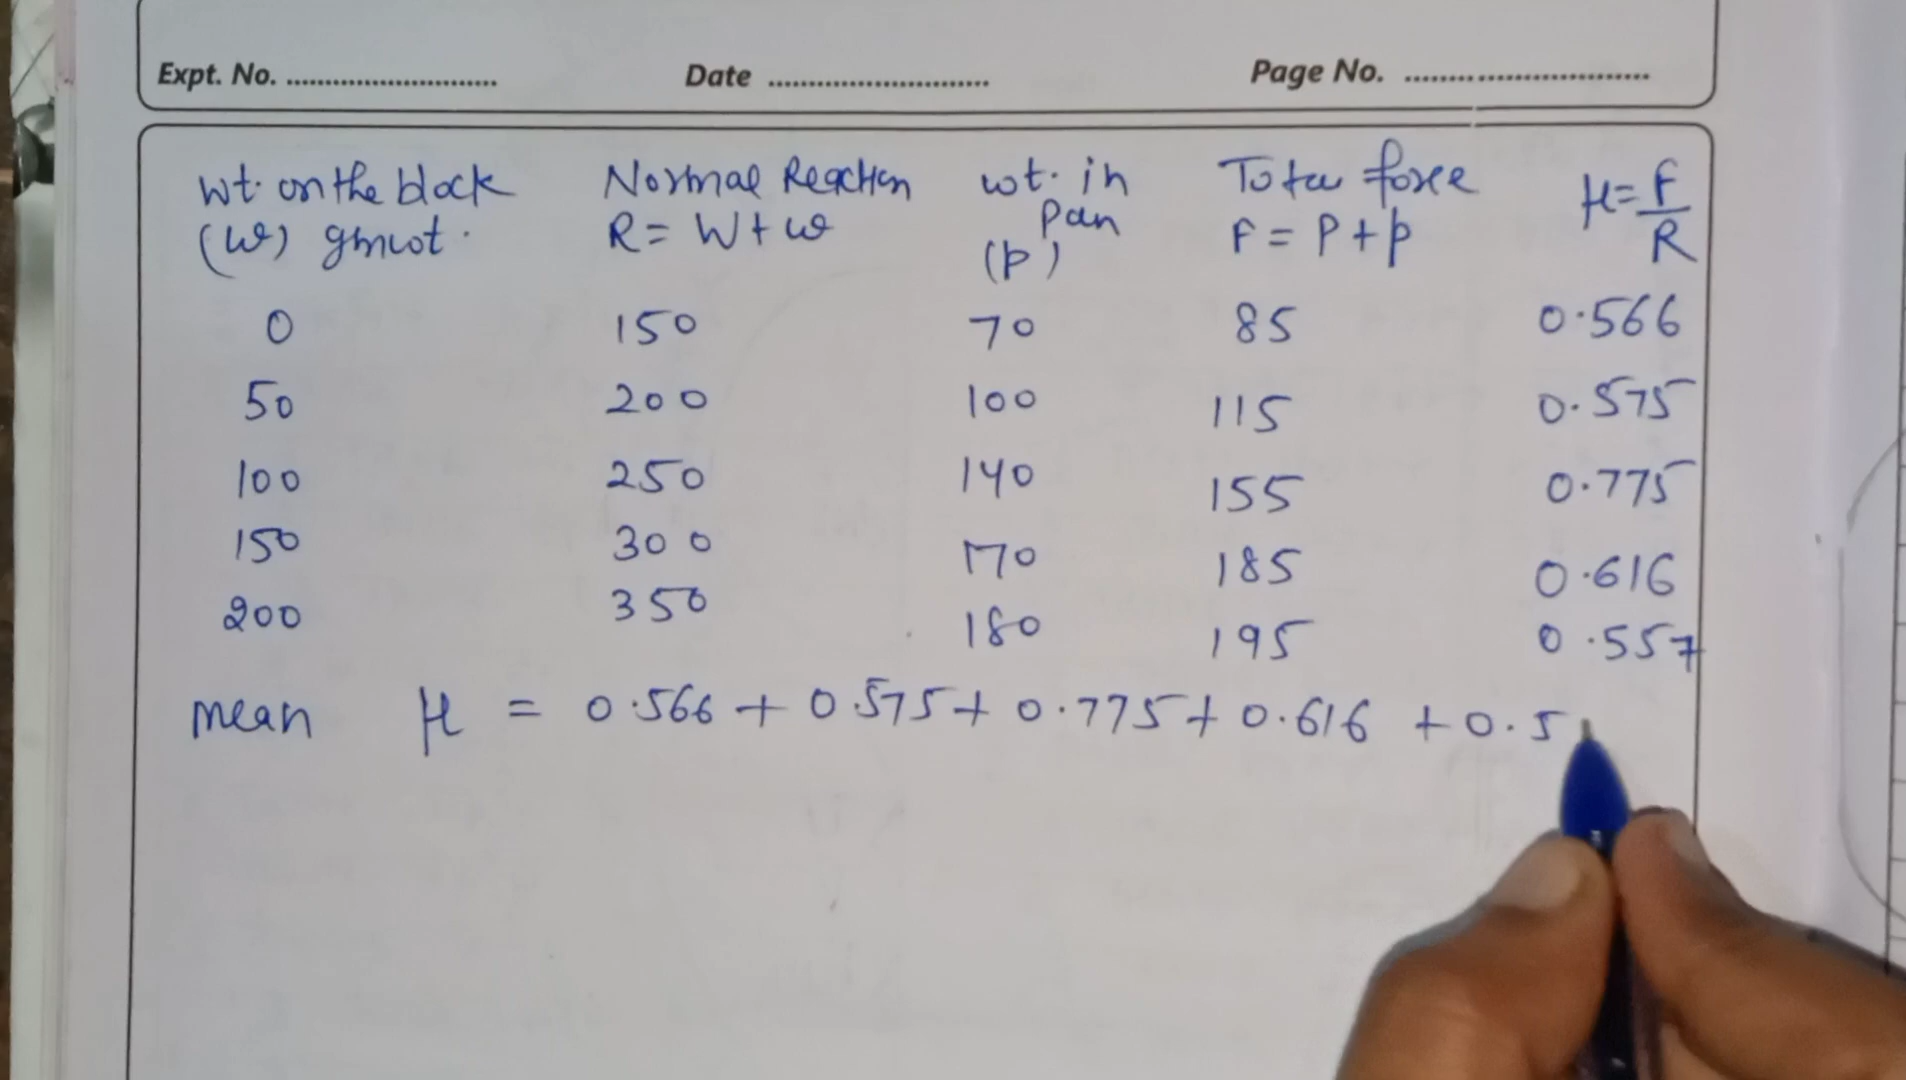 Expt. No. ............................ Date ............................ Page No. ................................
wt. on the block Normal Reaction wt. in Total force μ = F/R
(w) gmwt. R = W + w Pan F = P + p
(p)
0 150 70 85 0.566
50 200 100 115 0.575
100 250 140 155 0.775
150 300 170 185 0.616
200 350 180 195 0.557
mean μ = 0.566 + 0.575 + 0.775 + 0.616 + 0.5